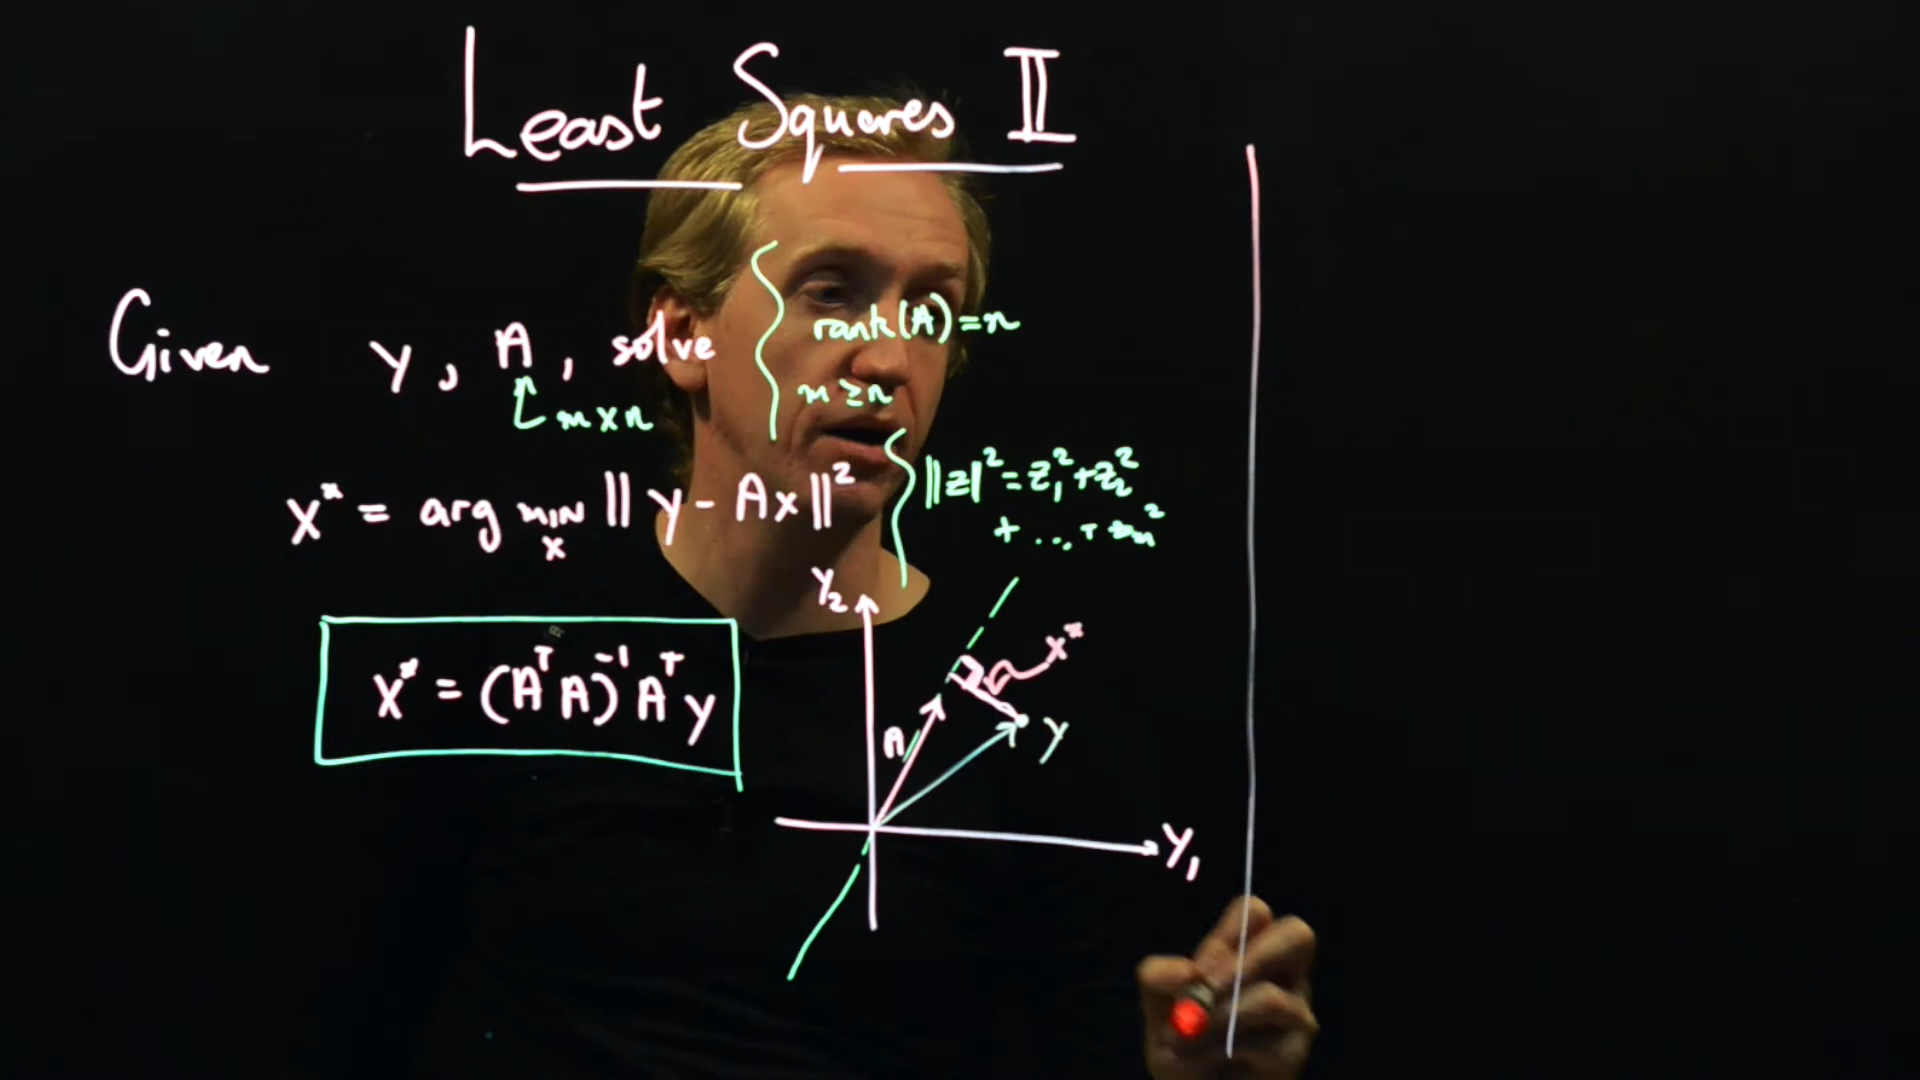 Least Squares II
Given y, A, solve
m x n
rank(A)=n
m ≥ n
x* = arg min ‖ y - Ax ‖²
x
‖z‖² = z₁² + z₂²
+ ... + zₘ²
x* = (AᵀA)⁻¹Aᵀy
y₂
x*
A
y
y₁